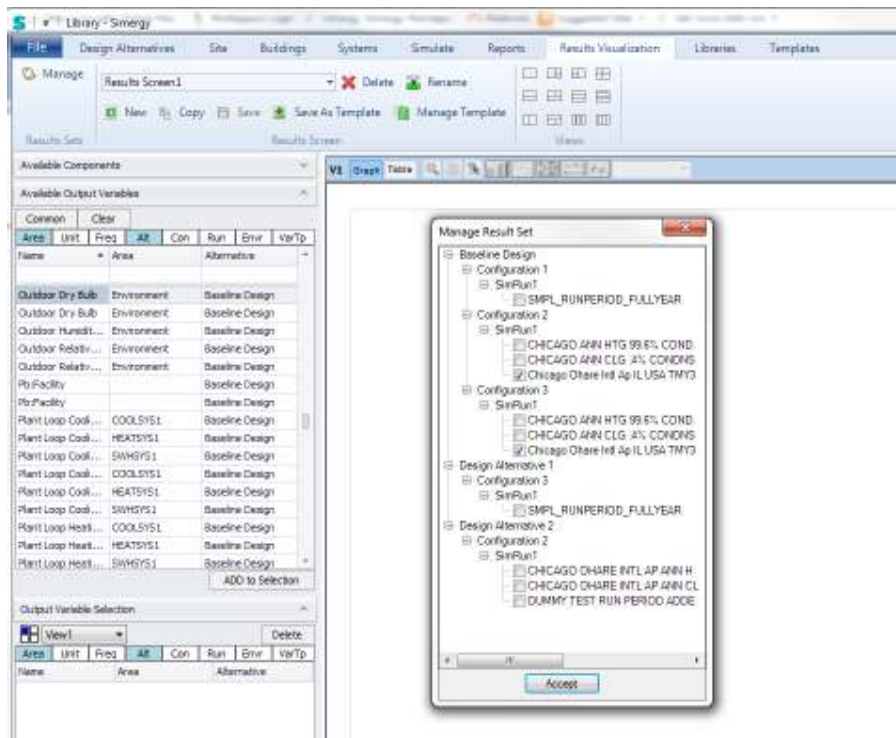 Library - Simergy
File Design Alternatives Site Buildings Systems Simulate Reports Results Visualization Libraries Templates
Manage
Results Screen1 Delete Rename
New Copy Save Save As Template Manage Template
Results Sets Results Screen Views
Available Components
V1 Graph Table
Available Output Variables
Common Clear
Area Unit Freq Alt Con Run Envr VarTp
Name Area Alternative
Outdoor Dry Bulb Environment Baseline Design
Outdoor Dry Bulb Environment Baseline Design
Outdoor Humidit... Environment Baseline Design
Outdoor Relativ... Environment Baseline Design
Outdoor Relativ... Environment Baseline Design
Pb:Facility Baseline Design
Pb:Facility Baseline Design
Plant Loop Cooli... COOLSYS1 Baseline Design
Plant Loop Cooli... HEATSYS1 Baseline Design
Plant Loop Cooli... SWHSYS1 Baseline Design
Plant Loop Cooli... COOLSYS1 Baseline Design
Plant Loop Cooli... HEATSYS1 Baseline Design
Plant Loop Cooli... SWHSYS1 Baseline Design
Plant Loop Heati... COOLSYS1 Baseline Design
Plant Loop Heati... HEATSYS1 Baseline Design
Plant Loop Heati... SWHSYS1 Baseline Design
ADD to Selection
Output Variable Selection
View1 Delete
Area Unit Freq Alt Con Run Envr VarTp
Name Area Alternative
Manage Result Set
Baseline Design
Configuration 1
SimRun1
SMPL_RUNPERIOD_FULLYEAR
Configuration 2
SimRun1
CHICAGO ANN HTG 99.6% COND
CHICAGO ANN CLG .4% CONDNS
Chicago Ohare Intl Ap IL USA TMY3
Configuration 3
SimRun1
CHICAGO ANN HTG 99.6% COND
CHICAGO ANN CLG .4% CONDNS
Chicago Ohare Intl Ap IL USA TMY3
Design Alternative 1
Configuration 3
SimRun1
SMPL_RUNPERIOD_FULLYEAR
Design Alternative 2
Configuration 2
SimRun1
CHICAGO OHARE INTL AP ANN H
CHICAGO OHARE INTL AP ANN CL
DUMMY TEST RUN PERIOD ADDE
Accept